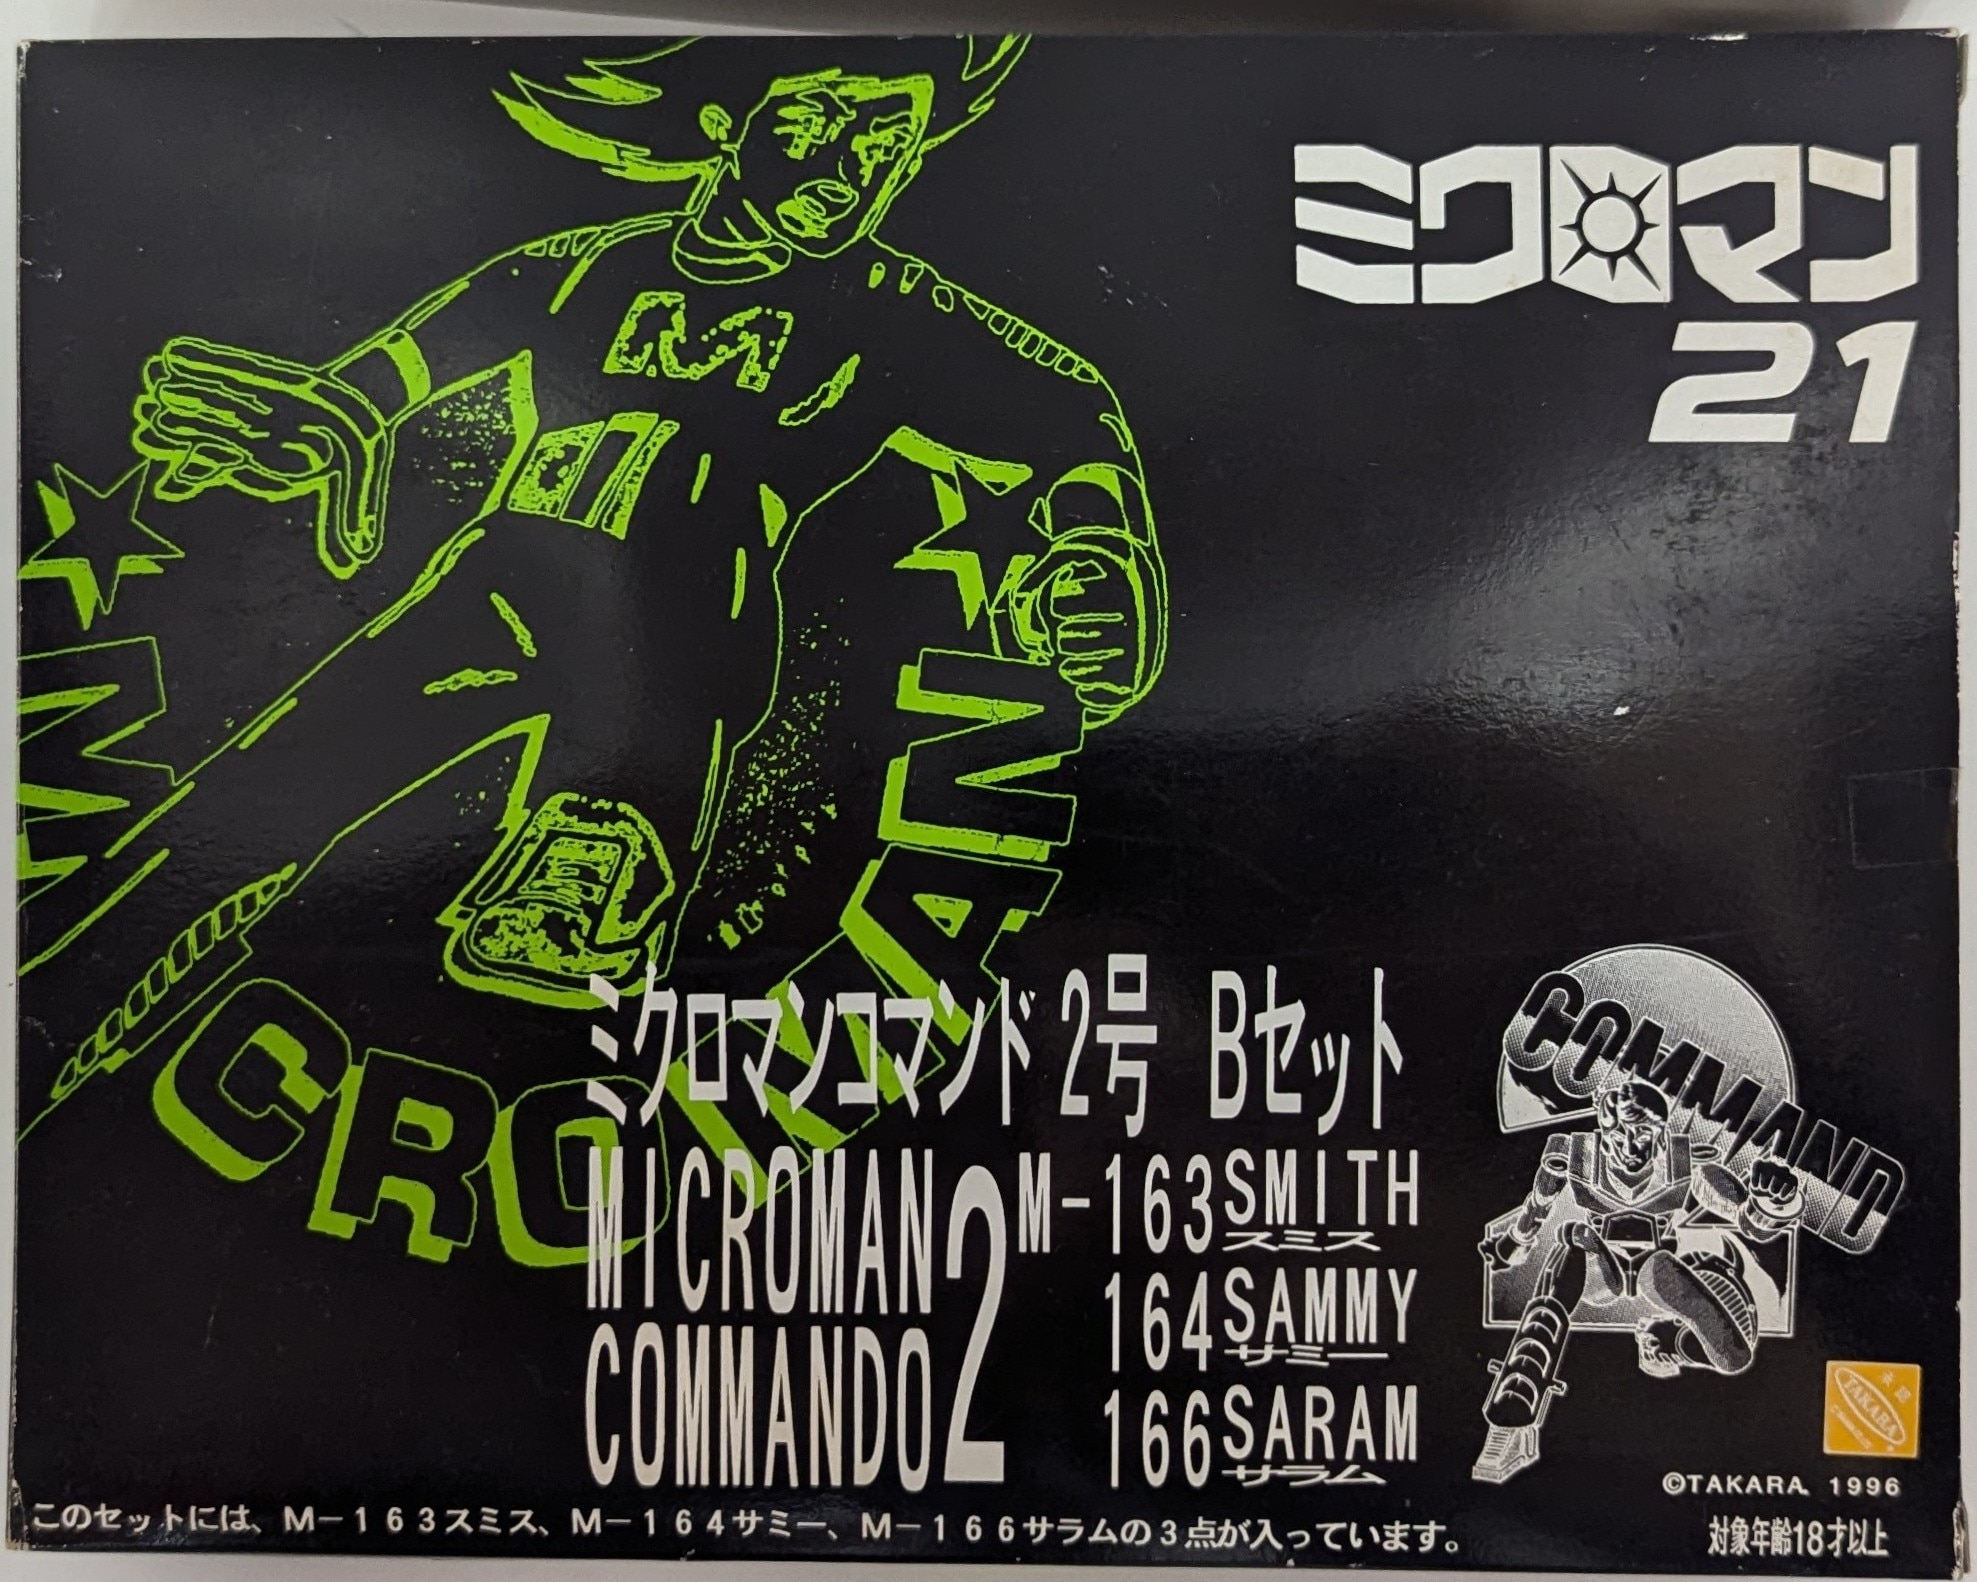 ミクロマン
21
M
MICROMAN
ミクロマンコマンド 2号 Bセット
MICROMAN
COMMANDO 2
M-163 SMITH
スミス
164 SAMMY
サミー
166 SARAM
サラム
COMMAND
承認
TAKARA
©TAKARA 1996
対象年齢18才以上
このセットには、M-163スミス、M-164サミー、M-166サラムの3点が入っています。